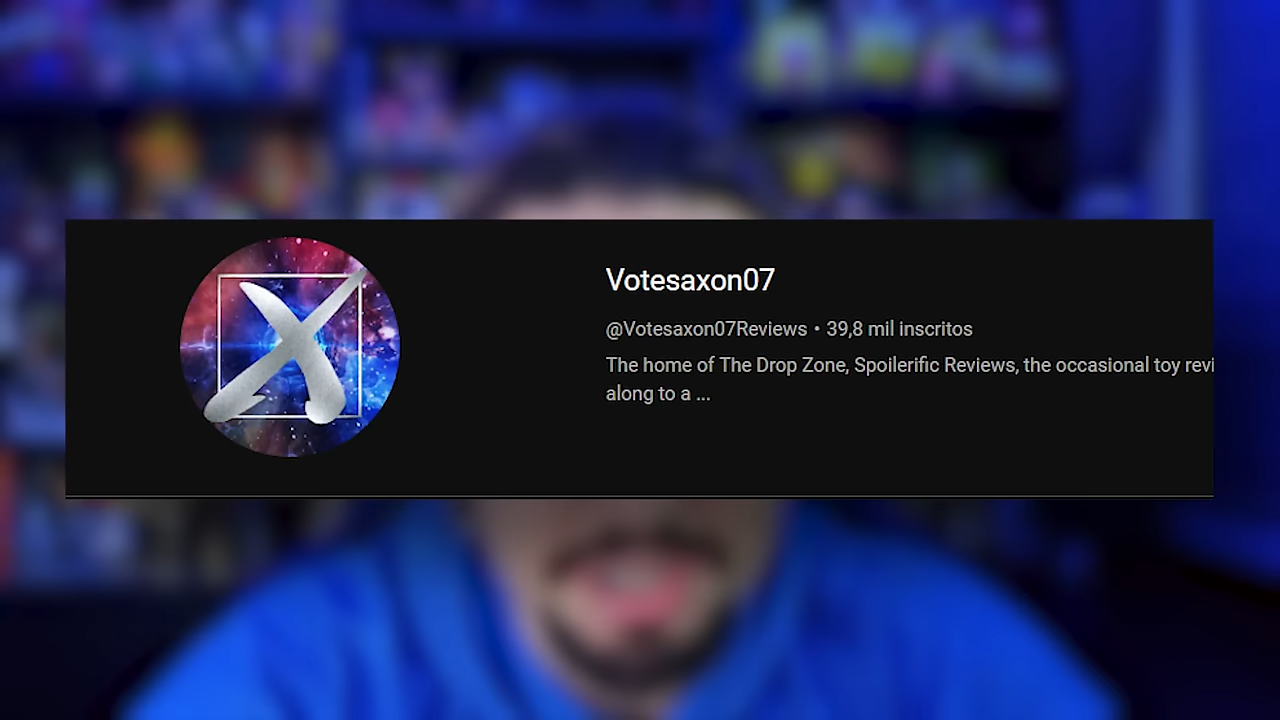 Votesaxon07
@Votesaxon07Reviews • 39,8 mil inscritos
The home of The Drop Zone, Spoilerific Reviews, the occasional toy revi
along to a ...